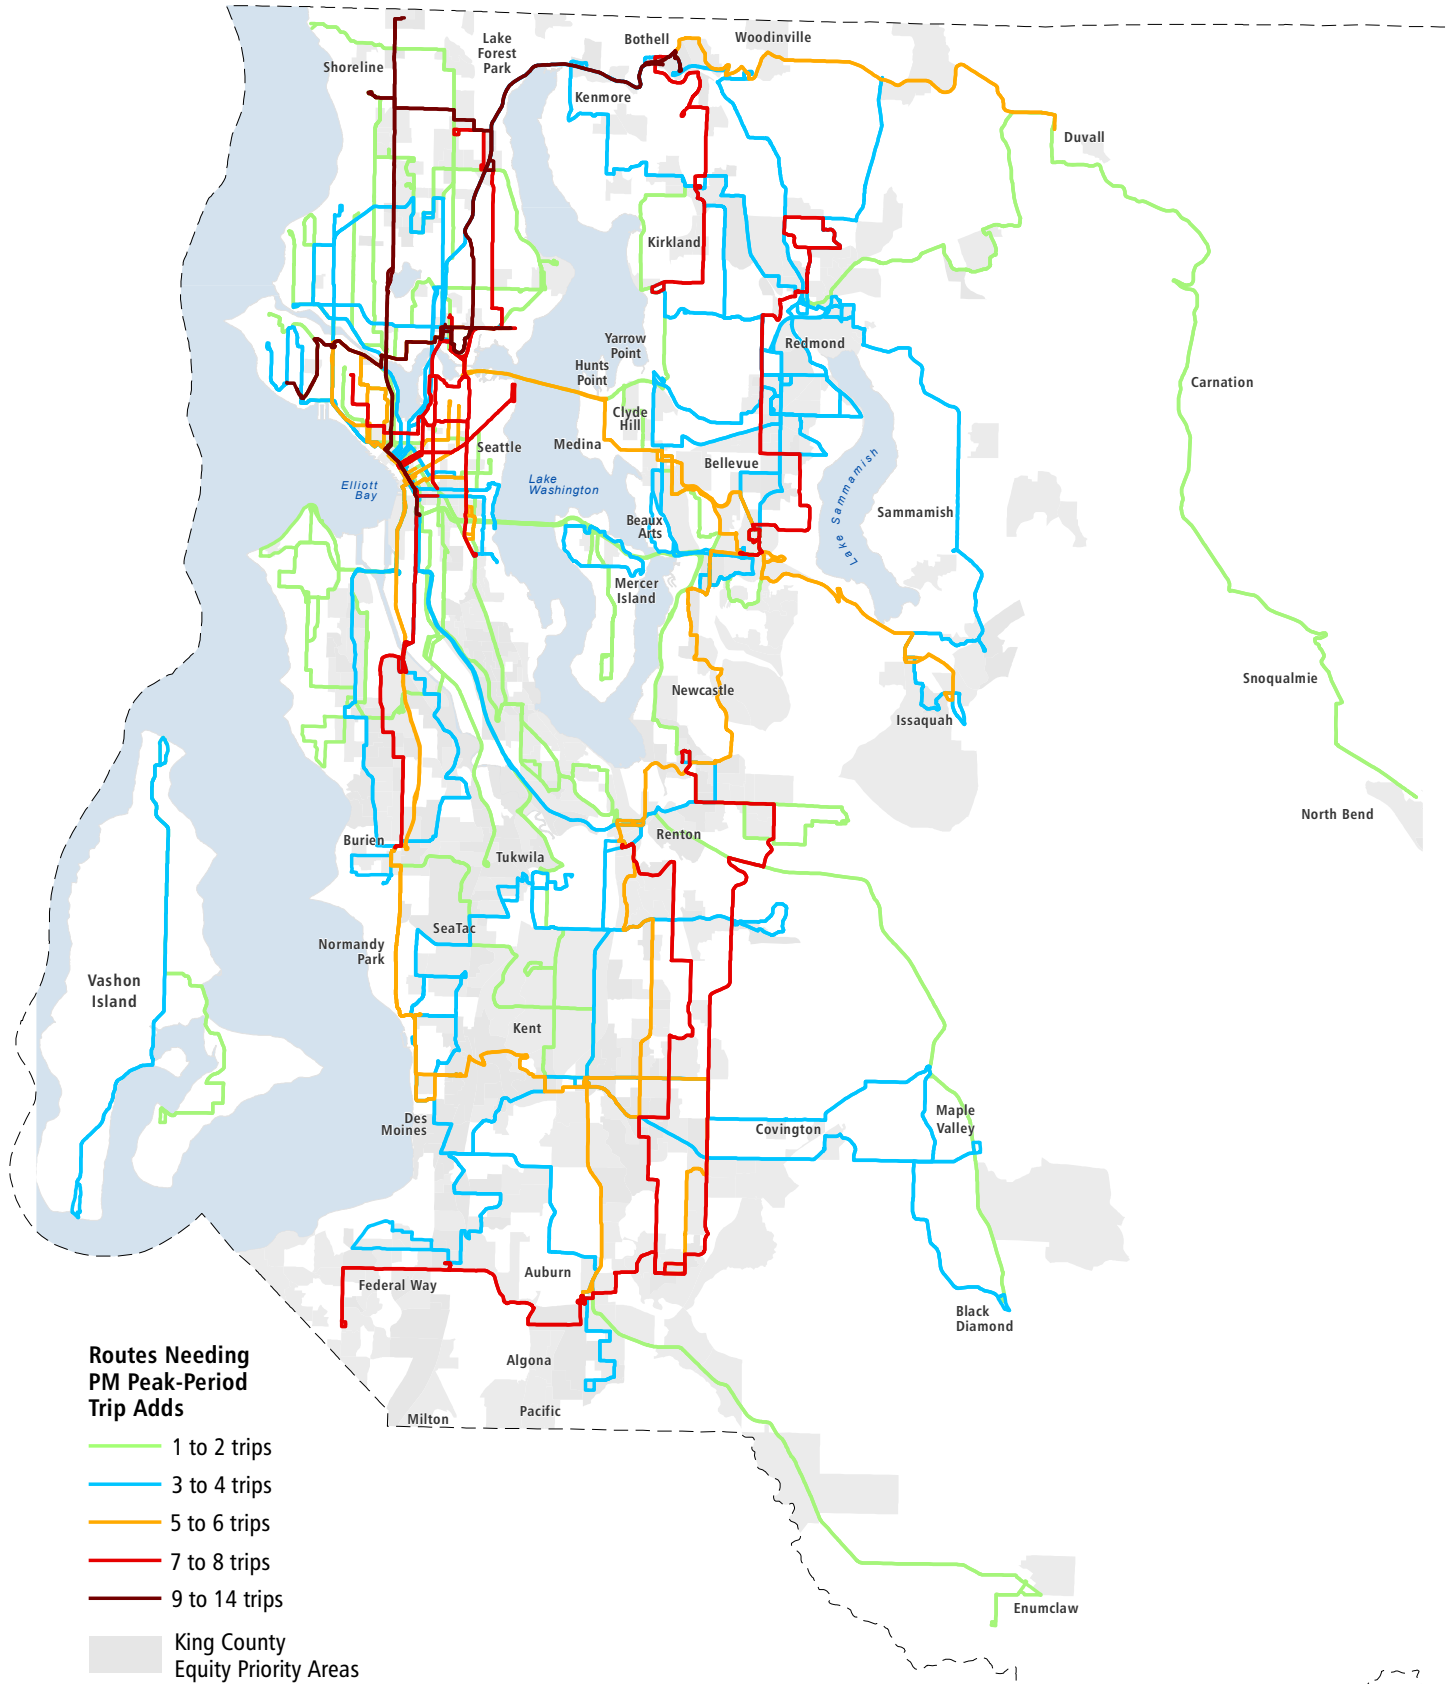 Shoreline
Lake
Forest
Park
Bothell
Woodinville
Kenmore
Duvall
Kirkland
Yarrow
Point
Hunts
Point
Redmond
Carnation
Clyde
Hill
Medina
Seattle
Bellevue
Elliott
Bay
Lake
Washington
Lake Sammamish
Sammamish
Beaux
Arts
Mercer
Island
Newcastle
Issaquah
Snoqualmie
North Bend
Burien
Renton
Tukwila
SeaTac
Normandy
Park
Vashon
Island
Kent
Des
Moines
Covington
Maple
Valley
Auburn
Federal Way
Black
Diamond
Algona
Pacific
Milton
Enumclaw
Routes Needing
PM Peak-Period
Trip Adds
1 to 2 trips
3 to 4 trips
5 to 6 trips
7 to 8 trips
9 to 14 trips
King County
Equity Priority Areas